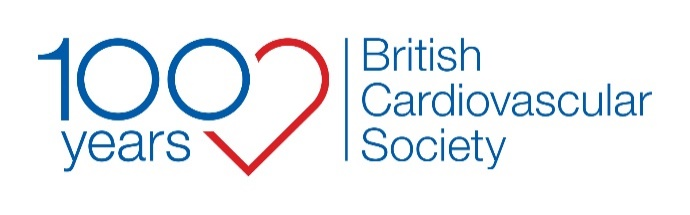 100
years
British
Cardiovascular
Society